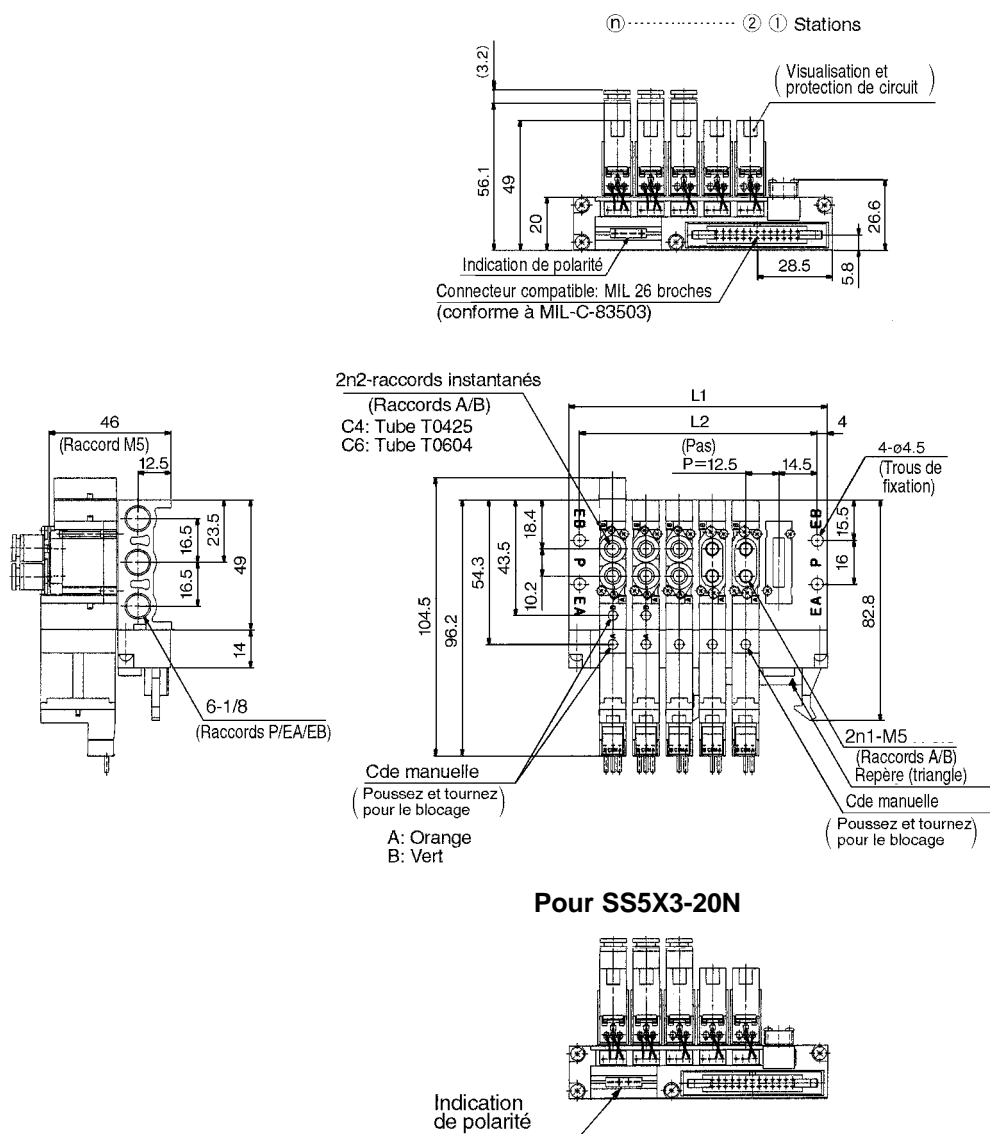 ⓝ ② ① Stations
(3.2)
(Visualisation et
protection de circuit)
56.1
49
20
26.6
5.8
28.5
Indication de polarité
Connecteur compatible: MIL 26 broches
(conforme à MIL-C-83503)
2n2-raccords instantanés
(Raccords A/B)
C4: Tube T0425
C6: Tube T0604
L1
L2
4
(Pas)
P=12.5
14.5
4-ø4.5
(Trous de
fixation)
46
(Raccord M5)
12.5
16.5
16.5
23.5
49
14
6-1/8
(Raccords P/EA/EB)
104.5
96.2
54.3
43.5
18.4
10.2
EB
P
EA
EB
P
EA
15.5
16
82.8
2n1-M5
(Raccords A/B)
Repère (triangle)
Cde manuelle
(Poussez et tournez
pour le blocage)
A: Orange
B: Vert
Cde manuelle
(Poussez et tournez
pour le blocage)
Pour SS5X3-20N
Indication
de polarité